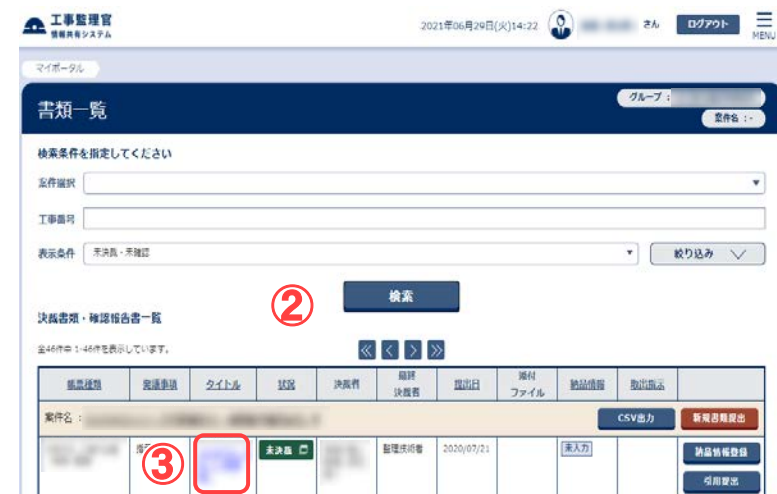 工事監理官
情報共有システム
2021年06月29日(火)14:22
さん
ログアウト
MENU
マイポータル
書類一覧
グループ：
案件名：-
検索条件を指定してください
案件選択
工事番号
表示条件 未決裁・未確認
絞り込み
②
検索
決裁書類・確認報告書一覧
全46件中 1-46件を表示しています。
帳票種類 発議事項 タイトル 状況 決裁者 最終決裁者 提出日 添付ファイル 納品情報 取出指示
案件名：
CSV出力 新規書類提出
③
未決裁
監理技術者 2020/07/21 未入力 納品情報登録
引用提出